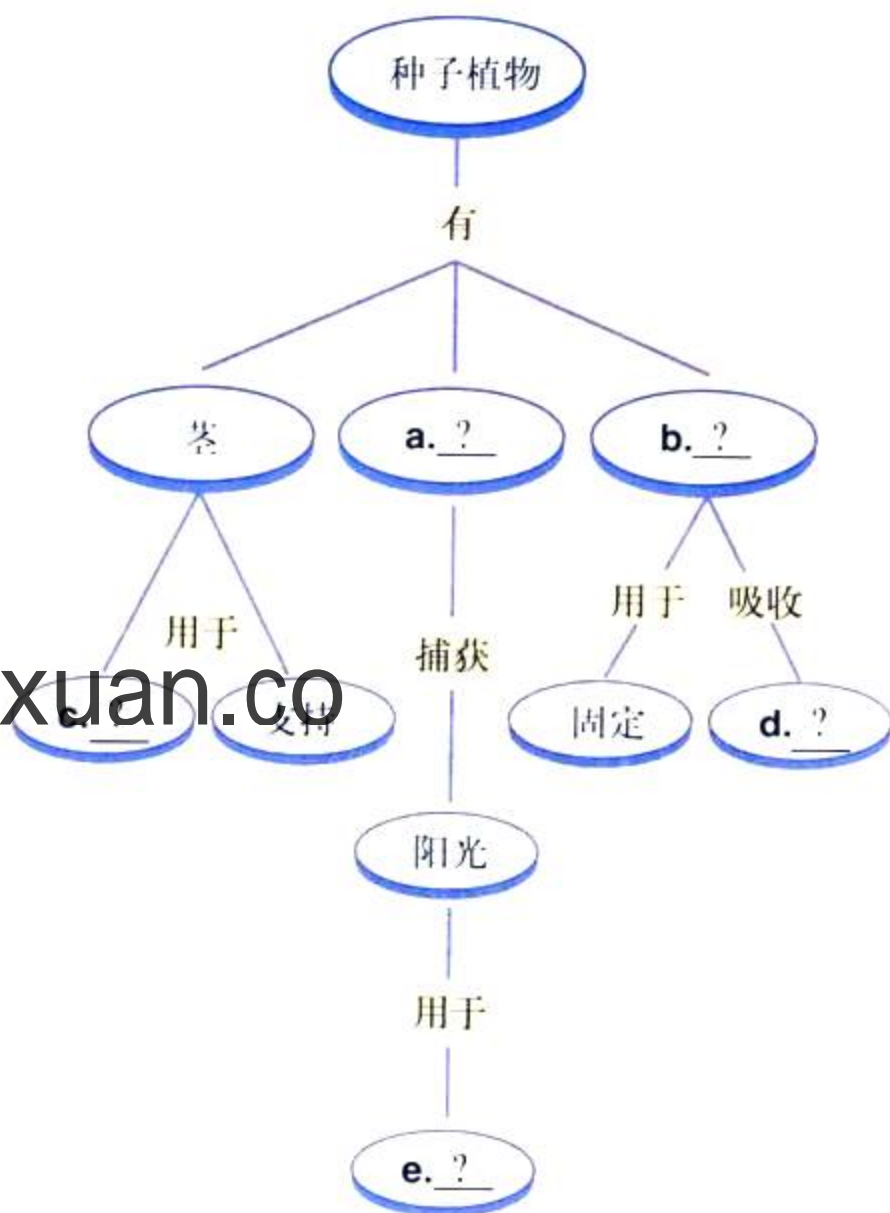 种子植物
有
茎 a. ? b. ?
用于 吸收
用于
捕获
xuan.co
c. ? 支持 固定 d. ?
阳光
用于
e. ?